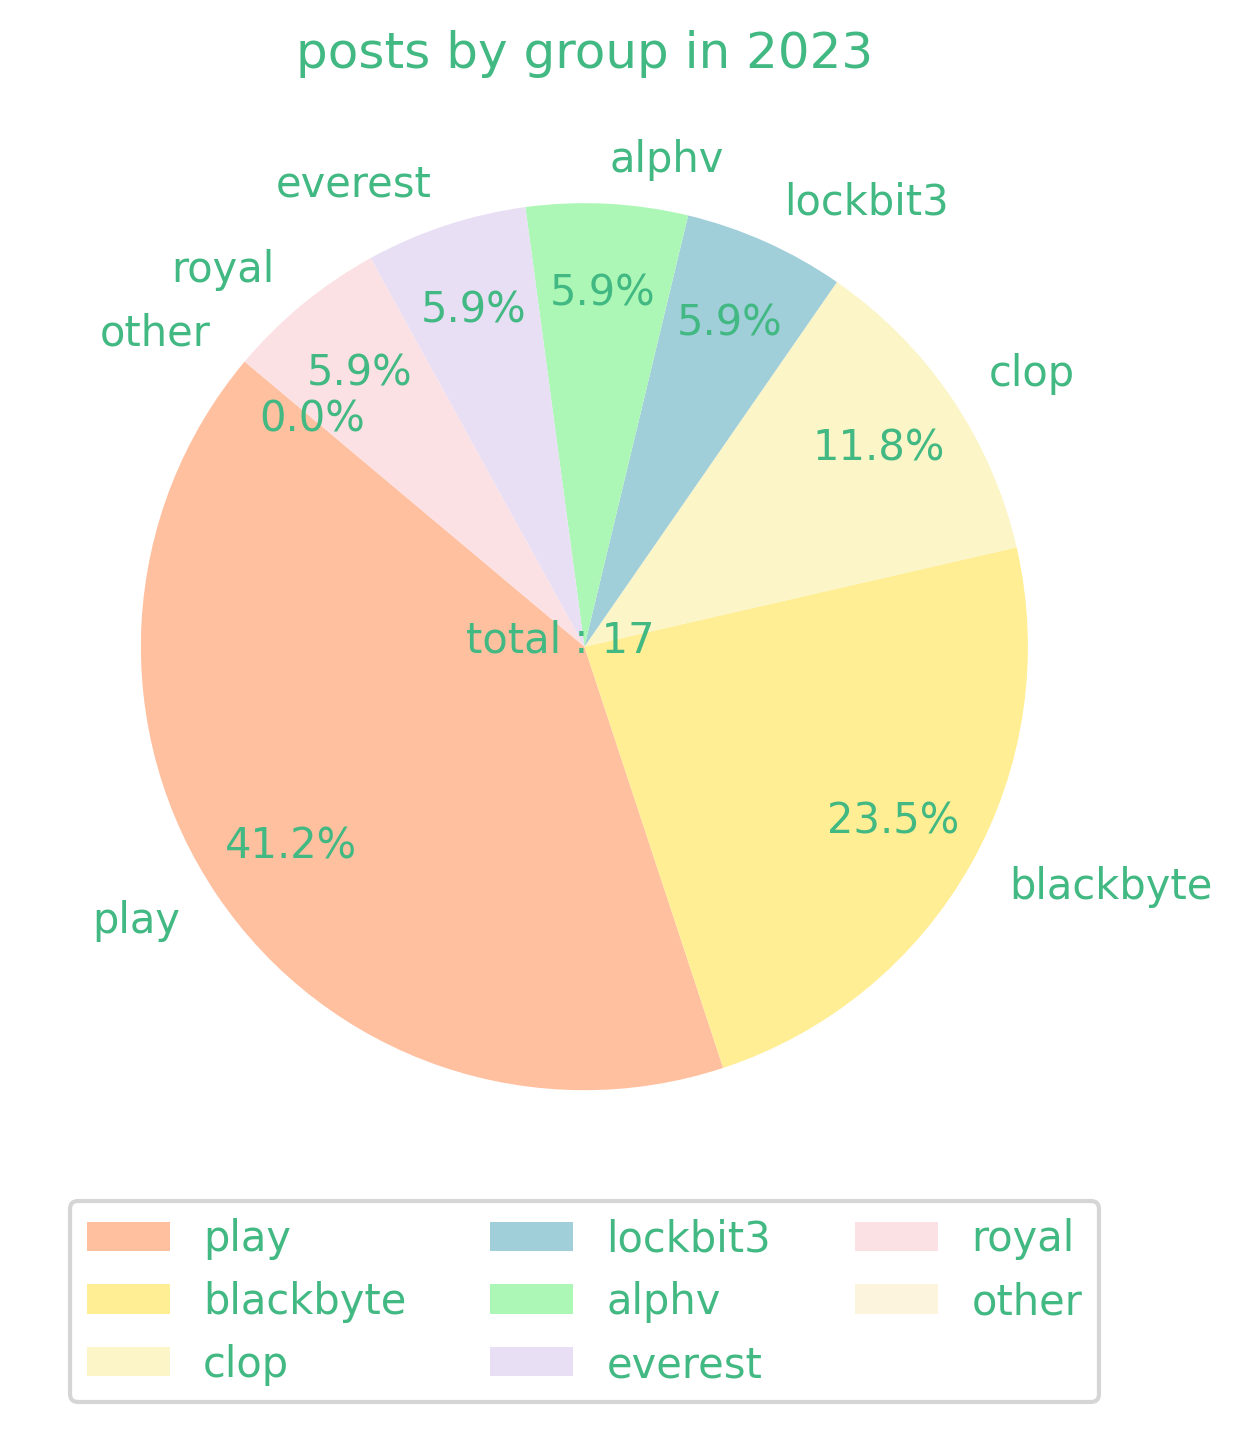 posts by group in 2023
alphv
everest
lockbit3
royal
other
5.9%
5.9%
5.9%
5.9%
0.0%
clop
11.8%
total : 17
23.5%
41.2%
blackbyte
play
play
blackbyte
clop
lockbit3
alphv
everest
royal
other